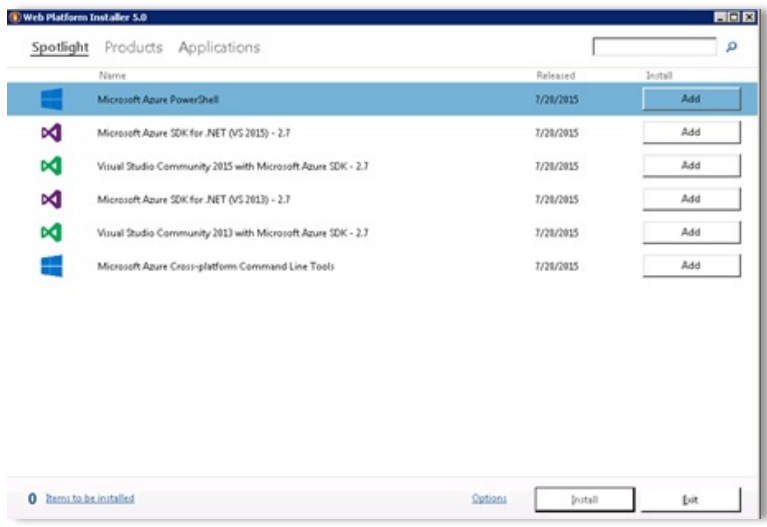 Web Platform Installer 5.0
Spotlight Products Applications
Name Released Install
Microsoft Azure PowerShell 7/20/2015 Add
Microsoft Azure SDK for .NET (VS 2015) - 2.7 7/20/2015 Add
Visual Studio Community 2015 with Microsoft Azure SDK - 2.7 7/20/2015 Add
Microsoft Azure SDK for .NET (VS 2013) - 2.7 7/20/2015 Add
Visual Studio Community 2013 with Microsoft Azure SDK - 2.7 7/20/2015 Add
Microsoft Azure Cross-platform Command Line Tools 7/20/2015 Add
0 Items to be installed Options Install Exit